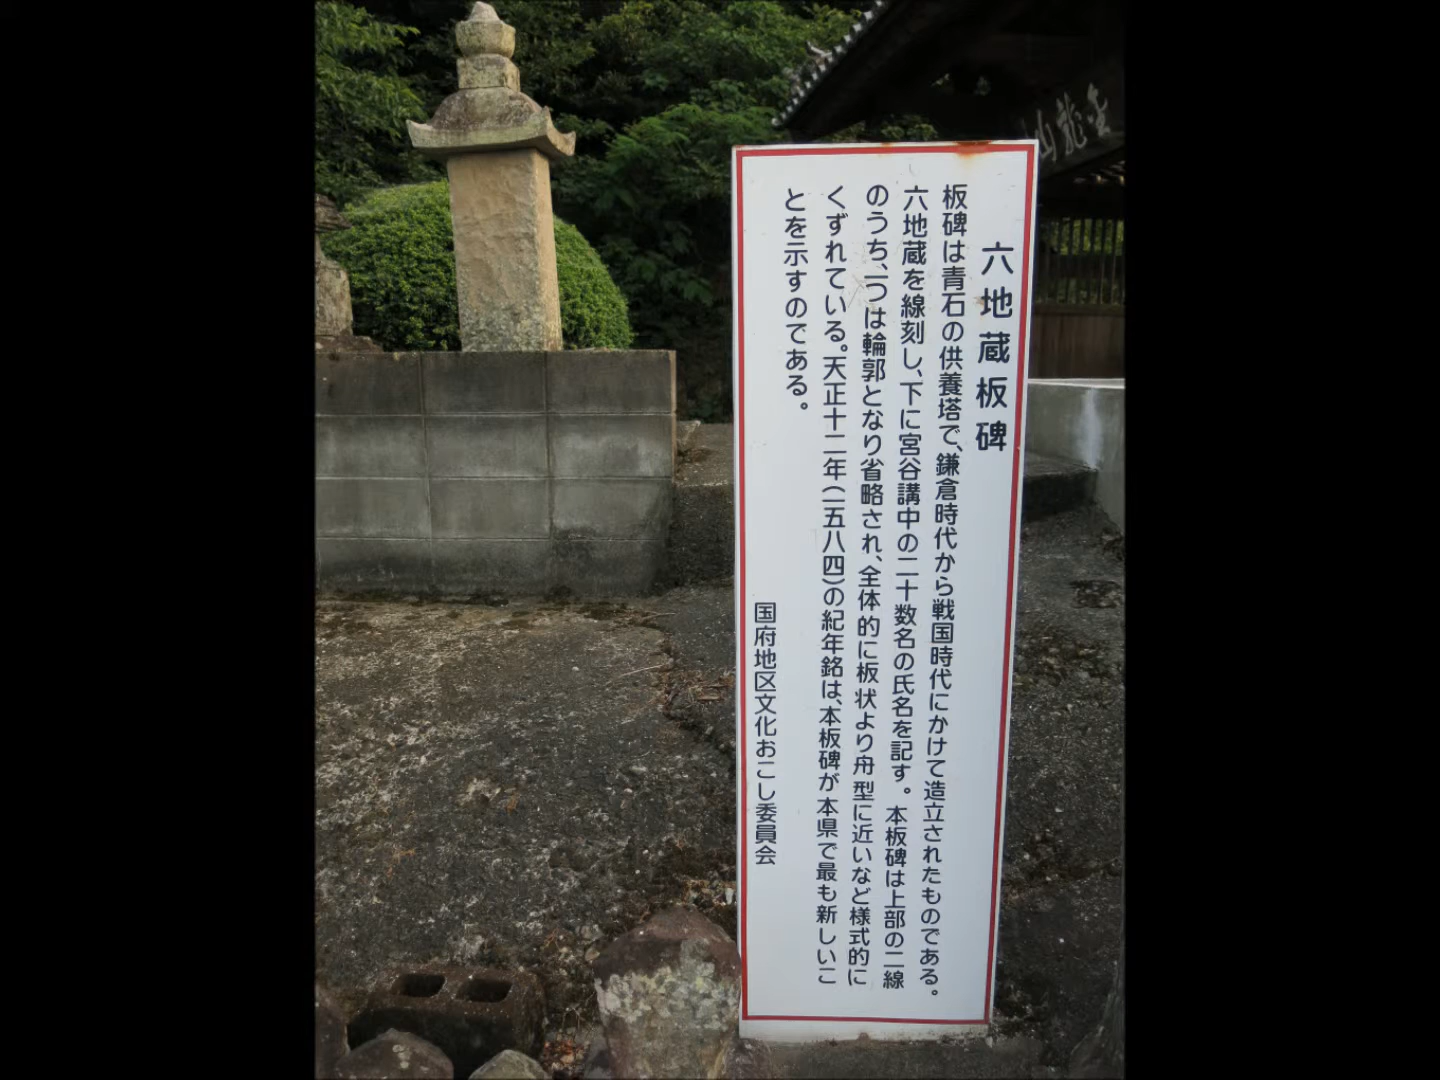 六地蔵板碑
板碑は青石の供養塔で、鎌倉時代から戦国時代にかけて造立されたものである。
六地蔵を線刻し、下に宮谷講中の二十数名の氏名を記す。本板碑は上部の二線
のうち、一つは輪郭となり省略され、全体的に板状より舟型に近いなど様式的に
くずれている。天正十二年(一五八四)の紀年銘は、本板碑が本県で最も新しいこ
とを示すのである。
国府地区文化おこし委員会
金龍山